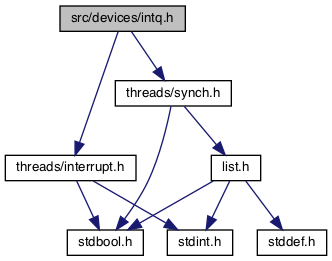 src/devices/intq.h
threads/synch.h
threads/interrupt.h
list.h
stdbool.h
stdint.h
stddef.h